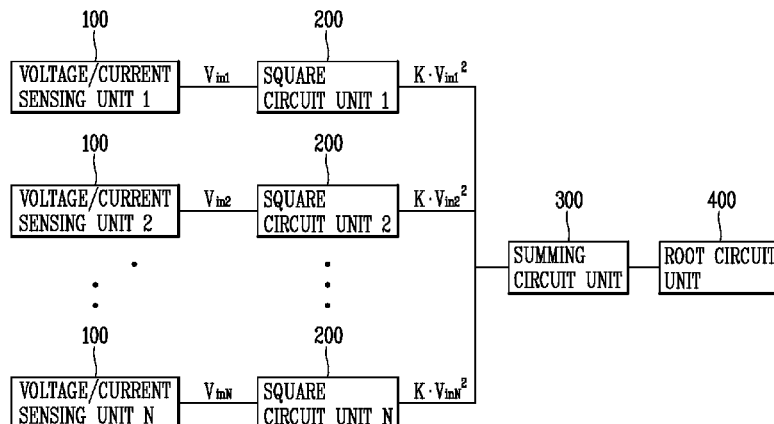 100
200
VOLTAGE/CURRENT
SENSING UNIT 1
Vin1
SQUARE
CIRCUIT UNIT 1
K·Vin1²
100
200
VOLTAGE/CURRENT
SENSING UNIT 2
Vin2
SQUARE
CIRCUIT UNIT 2
K·Vin2²
300
400
SUMMING
CIRCUIT UNIT
ROOT CIRCUIT
UNIT
100
200
VOLTAGE/CURRENT
SENSING UNIT N
VinN
SQUARE
CIRCUIT UNIT N
K·VinN²